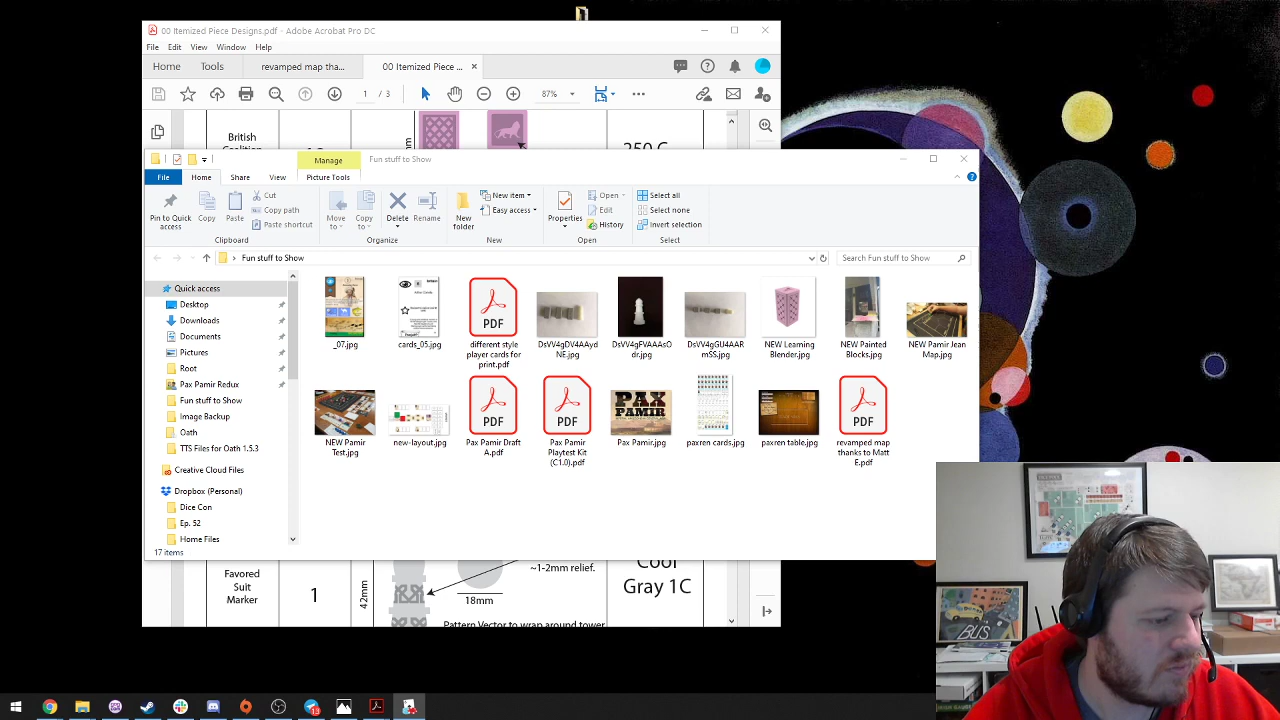 00 Itemized Piece Designs.pdf - Adobe Acrobat Pro DC
File Edit View Window Help
Home Tools revamped map tha... 00 Itemized Piece ...
1 / 3 87%
British
Coalition
250 C
Manage Fun stuff to Show
File Home Share View Picture Tools
Pin to Quick
access
Copy
Paste
Cut
Copy path
Paste shortcut
Clipboard
Move
to
Copy
to
Delete
Rename
Organize
New
folder
New item
Easy access
New
Properties
Open
Edit
History
Open
Select all
Select none
Invert selection
Select
Fun stuff to Show
Search Fun stuff to Show
Quick access
Desktop
Downloads
Documents
Pictures
Root
Pax Pamir Redux
Fun stuff to Show
Image Backup
Oath
TTS Files for Oath 1.5.3
Creative Cloud Files
Dropbox (Personal)
Dice Con
Ep. 52
Home Files
_07.jpg
cards_05.jpg
different style
player cards for
print.pdf
DsVV4gDV4AAyd
NE.jpg
DsVV4gFVAAAsO
dr.jpg
DsVV4gGU4AAR
mSS.jpg
NEW Learning
Blender.jpg
NEW Painted
Blocks.jpg
NEW Pamir Jean
Map.jpg
NEW Pamir
Test.jpg
new-layout.jpg
Pax Pamir Draft
A.pdf
Pax Pamir
Playtest Kit
(C1.0).pdf
Pax Pamir.jpg
paxren cards.jpg
paxren table.jpg
revamped map
thanks to Matt
E.pdf
PDF
PDF
PDF
PDF
PAX
PAMIR
17 items
Favored
Suit
Marker
1
42mm
18mm
~1-2mm relief.
Cool
Gray 1C
Pattern Vector to wrap around tower
BUS
13